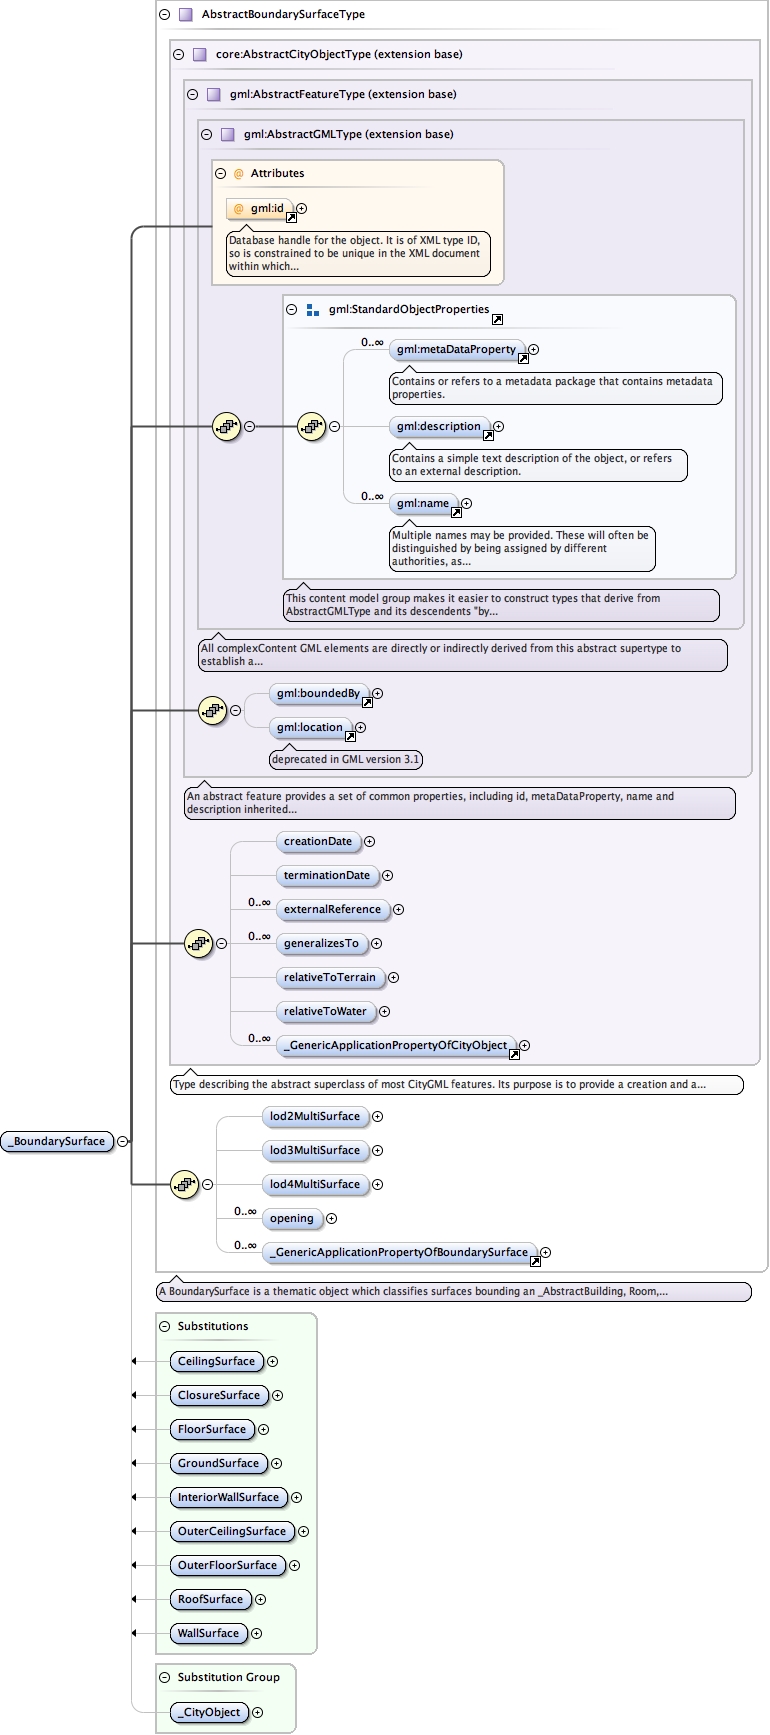 AbstractBoundarySurfaceType
core:AbstractCityObjectType (extension base)
gml:AbstractFeatureType (extension base)
gml:AbstractGMLType (extension base)
@ Attributes
@ gml:id
Database handle for the object. It is of XML type ID,
so is constrained to be unique in the XML document
within which...
gml:StandardObjectProperties
0..∞
gml:metaDataProperty
Contains or refers to a metadata package that contains metadata
properties.
gml:description
Contains a simple text description of the object, or refers
to an external description.
0..∞
gml:name
Multiple names may be provided. These will often be
distinguished by being assigned by different
authorities, as...
This content model group makes it easier to construct types that derive from
AbstractGMLType and its descendents "by...
All complexContent GML elements are directly or indirectly derived from this abstract supertype to
establish a...
gml:boundedBy
gml:location
deprecated in GML version 3.1
An abstract feature provides a set of common properties, including id, metaDataProperty, name and
description inherited...
creationDate
terminationDate
0..∞
externalReference
0..∞
generalizesTo
relativeToTerrain
relativeToWater
0..∞
_GenericApplicationPropertyOfCityObject
Type describing the abstract superclass of most CityGML features. Its purpose is to provide a creation and a...
_BoundarySurface
lod2MultiSurface
lod3MultiSurface
lod4MultiSurface
0..∞
opening
0..∞
_GenericApplicationPropertyOfBoundarySurface
A BoundarySurface is a thematic object which classifies surfaces bounding an _AbstractBuilding, Room,...
Substitutions
CeilingSurface
ClosureSurface
FloorSurface
GroundSurface
InteriorWallSurface
OuterCeilingSurface
OuterFloorSurface
RoofSurface
WallSurface
Substitution Group
_CityObject